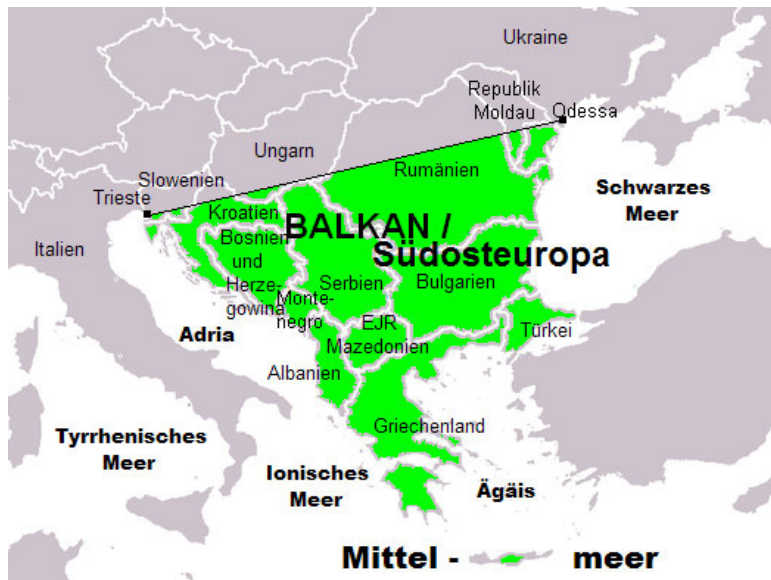 Ukraine
Republik
Moldau
Odessa
Ungarn
Rumänien
Slowenien
Trieste
Schwarzes
Meer
Kroatien
BALKAN /
Südosteuropa
Italien
Bosnien
und
Herze-
gowina
Serbien
Bulgarien
Monte-
negro
EJR
Mazedonien
Türkei
Adria
Albanien
Griechenland
Tyrrhenisches
Meer
Ionisches
Meer
Ägäis
Mittel - meer